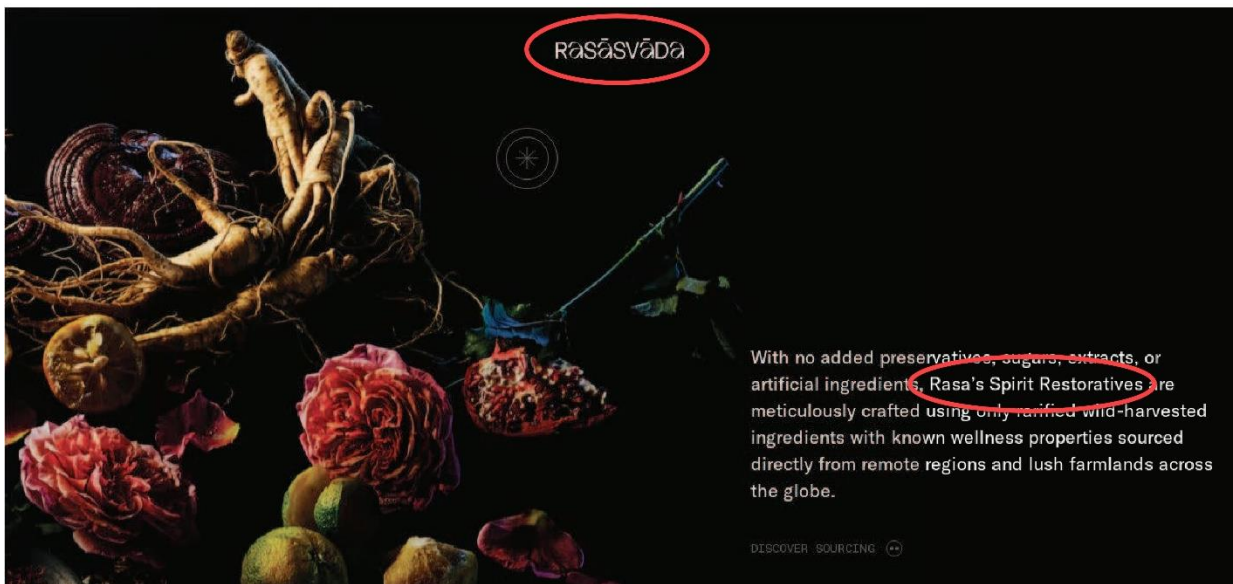 RASĀSVĀDA
With no added preservatives, sugars, extracts, or
artificial ingredients, Rasa's Spirit Restoratives are
meticulously crafted using only rarified wild-harvested
ingredients with known wellness properties sourced
directly from remote regions and lush farmlands across
the globe.
DISCOVER SOURCING